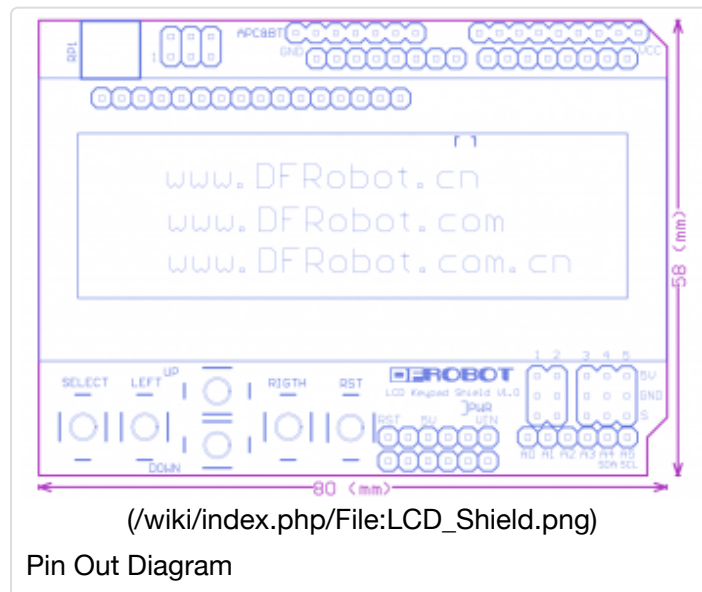 RP1
1
APC&BT
GND
VCC
www.DFRobot.cn
www.DFRobot.com
www.DFRobot.com.cn
58 (mm)
1 2 3 4 5
SELECT LEFT UP RIGTH RST
DFROBOT
LCD Keypad Shield V1.0
PWR
5V
GND
S
RST 5V VIN
A0 A1 A2 A3 A4 A5
SDA SCL
DOWN
80 (mm)
(/wiki/index.php/File:LCD_Shield.png)
Pin Out Diagram